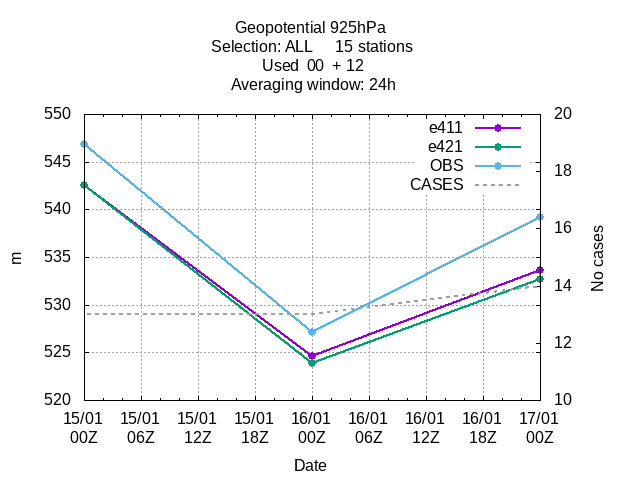 Geopotential 925hPa
Selection: ALL     15 stations
Used  00  + 12
Averaging window: 24h
550
545
540
535
530
525
520
m
20
18
16
14
12
10
No cases
e411
e421
OBS
CASES
15/01 15/01 15/01 15/01 16/01 16/01 16/01 16/01 17/01
00Z 06Z 12Z 18Z 00Z 06Z 12Z 18Z 00Z
Date